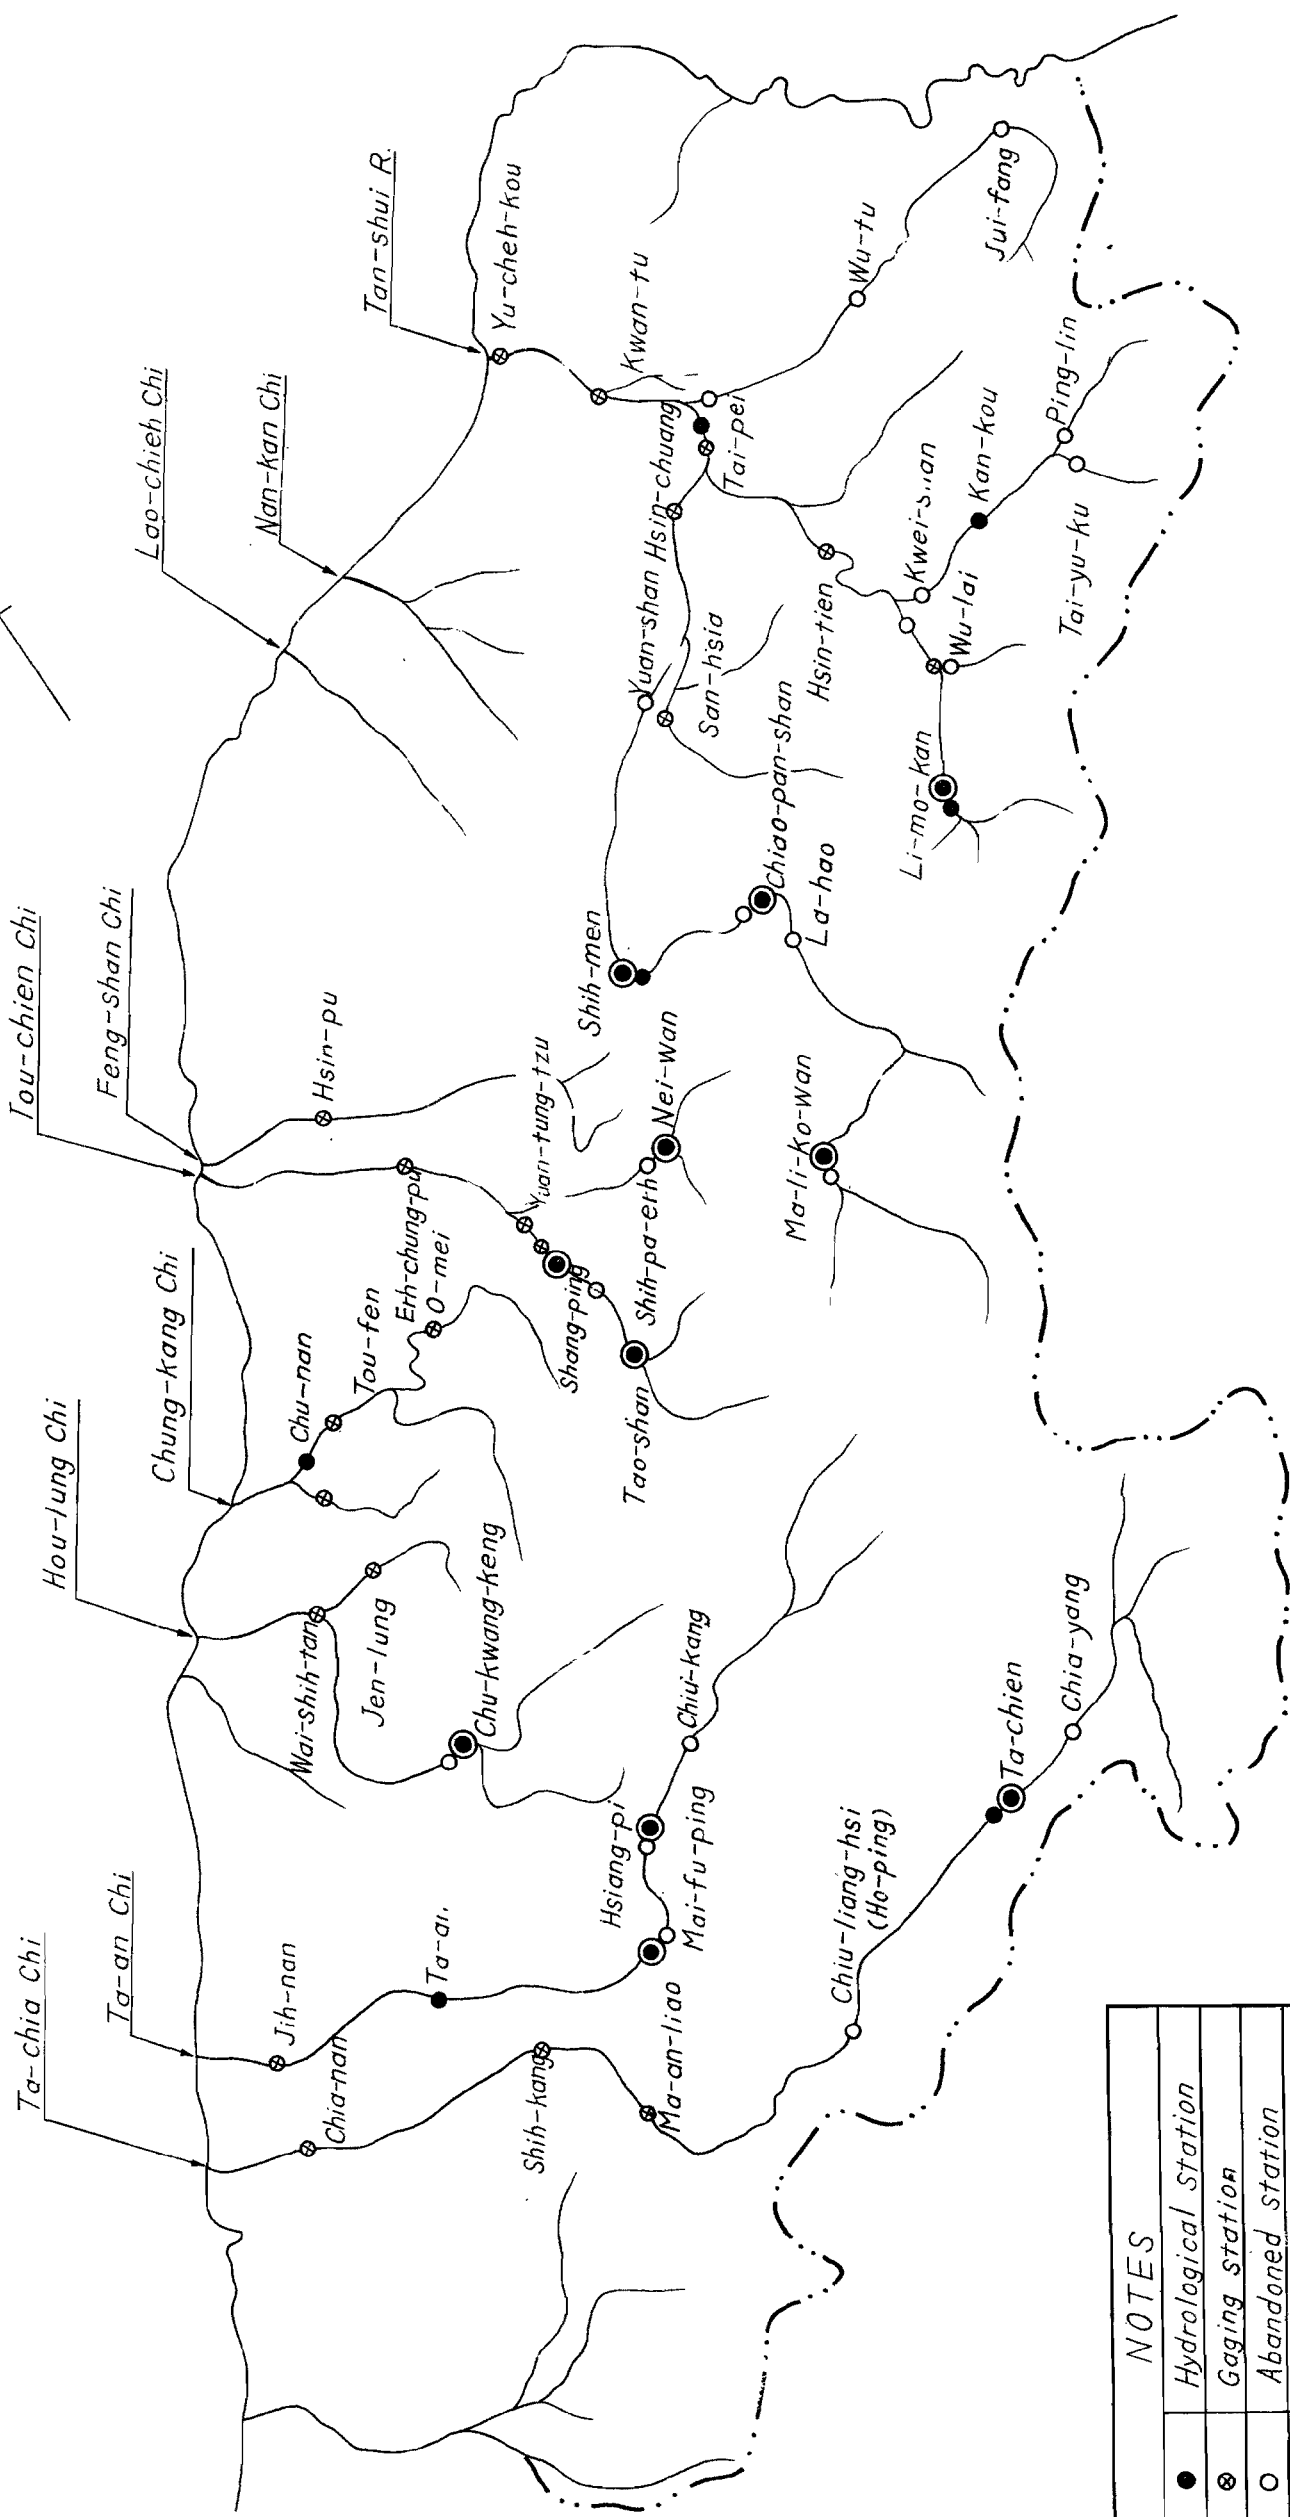 Ta-chia Chi
Ta-an Chi
Hou-lung Chi
Chung-kang Chi
Tou-chien Chi
Feng-shan Chi
Lao-chieh Chi
Nan-kan Chi
Tan-shui R.
Yu-cheh-kou
Kwan-tu
Wu-tu
Jui-fang
Tai-pei
Hsin-chuang
Yuan-shan
San-hsia
Hsin-tien
Kwei-s..an
Kan-kou
Ping-lin
Tai-yu-ku
Wu-lai
Li-mo-kan
Chiao-pan-shan
La-hao
Shih-men
Ma-li-ko-wan
Hsin-pu
Yuan-tung-tzu
Nei-wan
Erh-chung-pu
O-mei
Shang-ping
Shih-pa-erh
Tao-shan
Tou-fen
Chu-nan
Wai-shih-tan
Jen-lung
Chu-kwang-keng
Chiu-kang
Hsiang-pi
Mai-fu-ping
Jih-nan
Ta-ai.
Chia-nan
Shih-kang
Ma-an-liao
Chiu-liang-hsi
(Ho-ping)
Ta-chien
Chia-yang
NOTES
Hydrological Station
Gaging station
Abandoned station